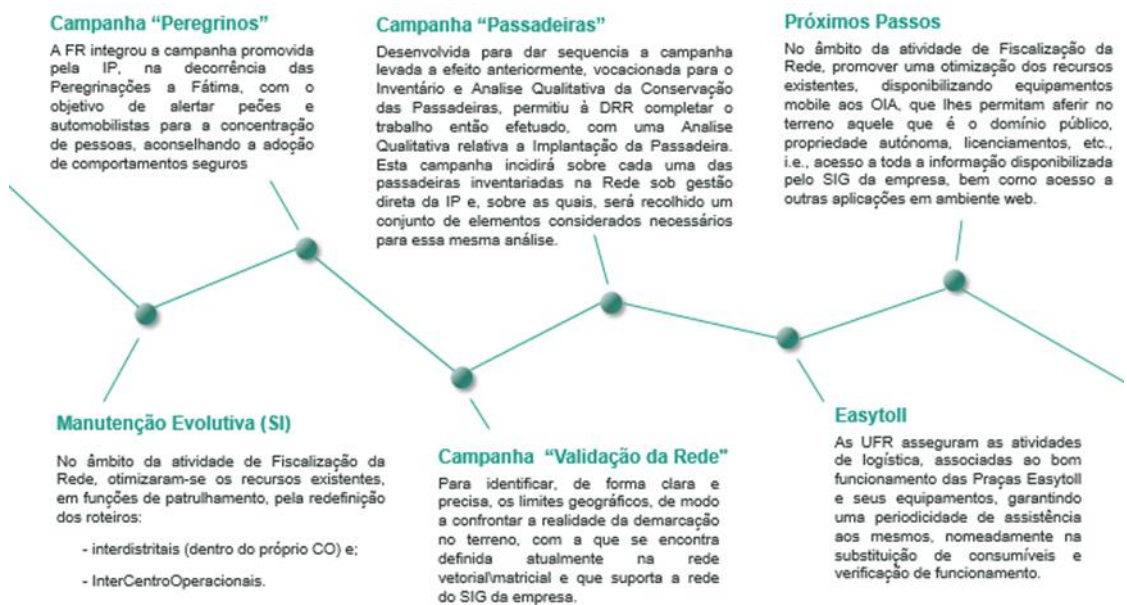 Campanha “Peregrinos”
A FR integrou a campanha promovida
pela IP, na decorrência das
Peregrinações a Fátima, com o
objetivo de alertar peões e
automobilistas para a concentração
de pessoas, aconselhando a adoção
de comportamentos seguros
Campanha “Passadeiras”
Desenvolvida para dar sequencia a campanha
levada a efeito anteriormente, vocacionada para o
Inventário e Analise Qualitativa da Conservação
das Passadeiras, permitiu à DRR completar o
trabalho então efetuado, com uma Analise
Qualitativa relativa a Implantação da Passadeira.
Esta campanha incidirá sobre cada uma das
passadeiras inventariadas na Rede sob gestão
direta da IP e, sobre as quais, será recolhido um
conjunto de elementos considerados necessários
para essa mesma análise.
Próximos Passos
No âmbito da atividade de Fiscalização da
Rede, promover uma otimização dos recursos
existentes, disponibilizando equipamentos
mobile aos OIA, que lhes permitam aferir no
terreno aquele que é o domínio público,
propriedade autónoma, licenciamentos, etc.,
i.e., acesso a toda a informação disponibilizada
pelo SIG da empresa, bem como acesso a
outras aplicações em ambiente web.
Manutenção Evolutiva (SI)
No âmbito da atividade de Fiscalização da
Rede, otimizaram-se os recursos existentes,
em funções de patrulhamento, pela redefinição
dos roteiros:
- interdistritais (dentro do próprio CO) e;
- InterCentroOperacionais.
Campanha “Validação da Rede"
Para identificar, de forma clara e
precisa, os limites geográficos, de modo
a confrontar a realidade da demarcação
no terreno, com a que se encontra
definida atualmente na rede
vetorial\matricial e que suporta a rede
do SIG da empresa.
Easytoll
As UFR asseguram as atividades
de logística, associadas ao bom
funcionamento das Praças Easytoll
e seus equipamentos, garantindo
uma periodicidade de assistência
aos mesmos, nomeadamente na
substituição de consumíveis e
verificação de funcionamento.